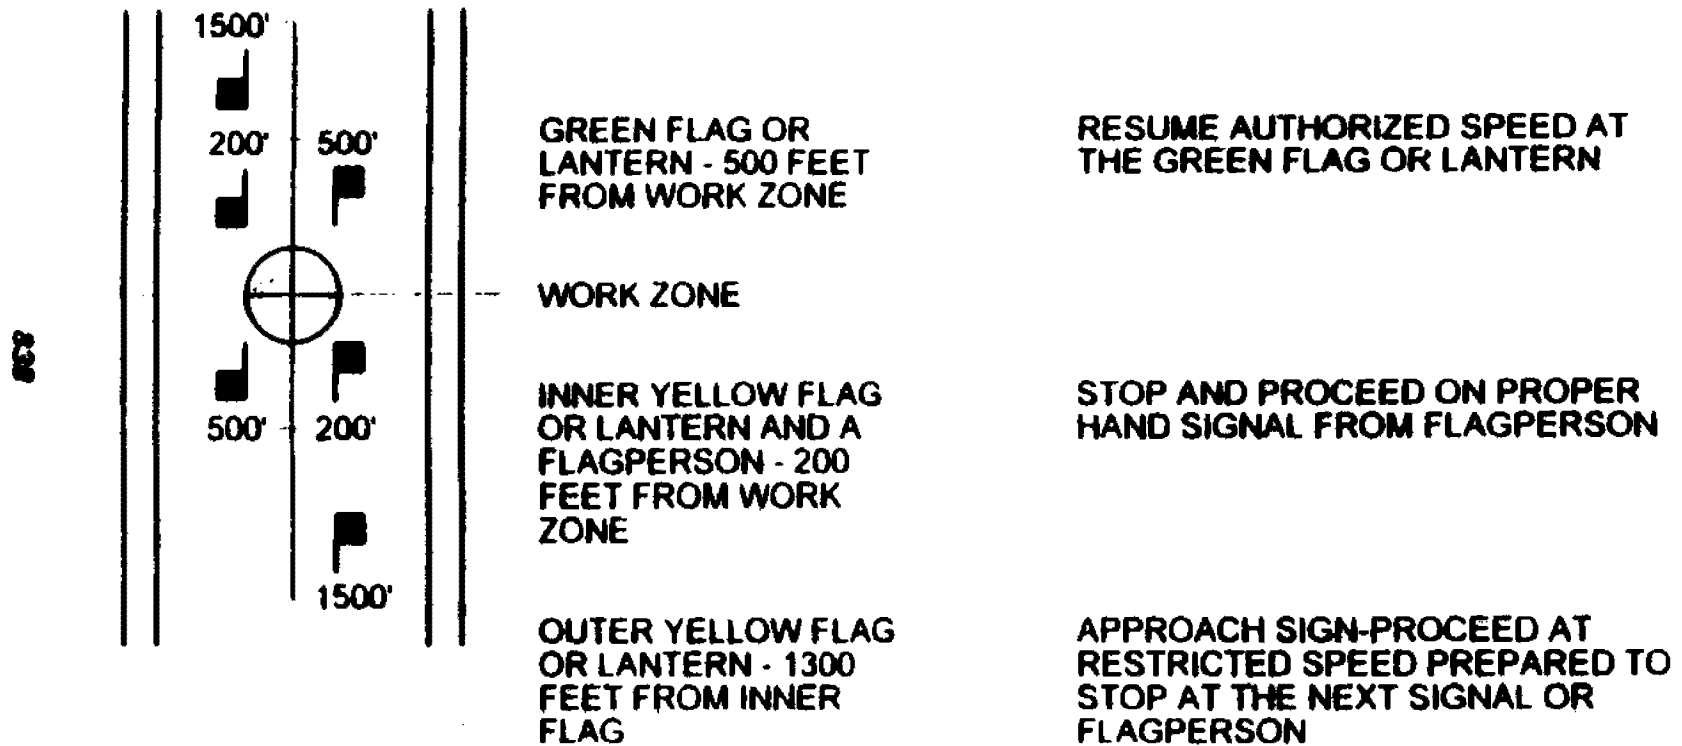 1500'
200'
500'
500'
200'
1500'
GREEN FLAG OR
LANTERN - 500 FEET
FROM WORK ZONE
WORK ZONE
INNER YELLOW FLAG
OR LANTERN AND A
FLAGPERSON - 200
FEET FROM WORK
ZONE
OUTER YELLOW FLAG
OR LANTERN - 1300
FEET FROM INNER
FLAG
RESUME AUTHORIZED SPEED AT
THE GREEN FLAG OR LANTERN
STOP AND PROCEED ON PROPER
HAND SIGNAL FROM FLAGPERSON
APPROACH SIGN-PROCEED AT
RESTRICTED SPEED PREPARED TO
STOP AT THE NEXT SIGNAL OR
FLAGPERSON